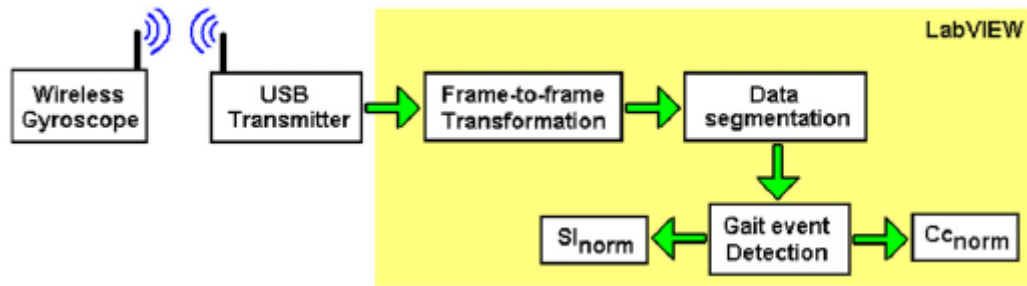 LabVIEW
Wireless
Gyroscope
USB
Transmitter
Frame-to-frame
Transformation
Data
segmentation
SInorm
Gait event
Detection
Ccnorm